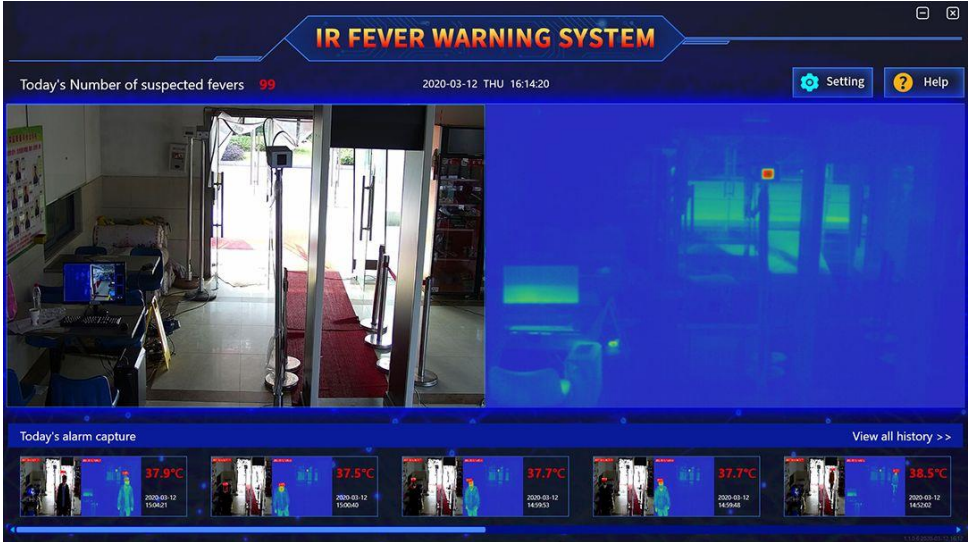 IR FEVER WARNING SYSTEM
Today's Number of suspected fevers 99
2020-03-12 THU 16:14:20
Setting
Help
Today's alarm capture
View all history >>
37.9°C
2020-03-12
15:04:21
37.5°C
2020-03-12
15:00:40
37.7°C
2020-03-12
14:59:53
37.7°C
2020-03-12
14:59:48
38.5°C
2020-03-12
14:52:02